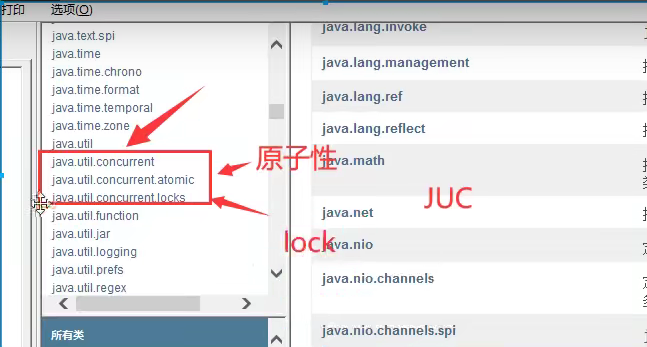 打印
选项(O)
java.text.spi
java.time
java.time.chrono
java.time.format
java.time.temporal
java.time.zone
java.util
java.util.concurrent
java.util.concurrent.atomic
java.util.concurrent.locks
java.util.function
java.util.jar
java.util.logging
java.util.prefs
java.util.regex
所有类
原子性
lock
JUC
java.lang.invoke
java.lang.management
java.lang.ref
java.lang.reflect
java.math
java.net
java.nio
java.nio.channels
java.nio.channels.spi